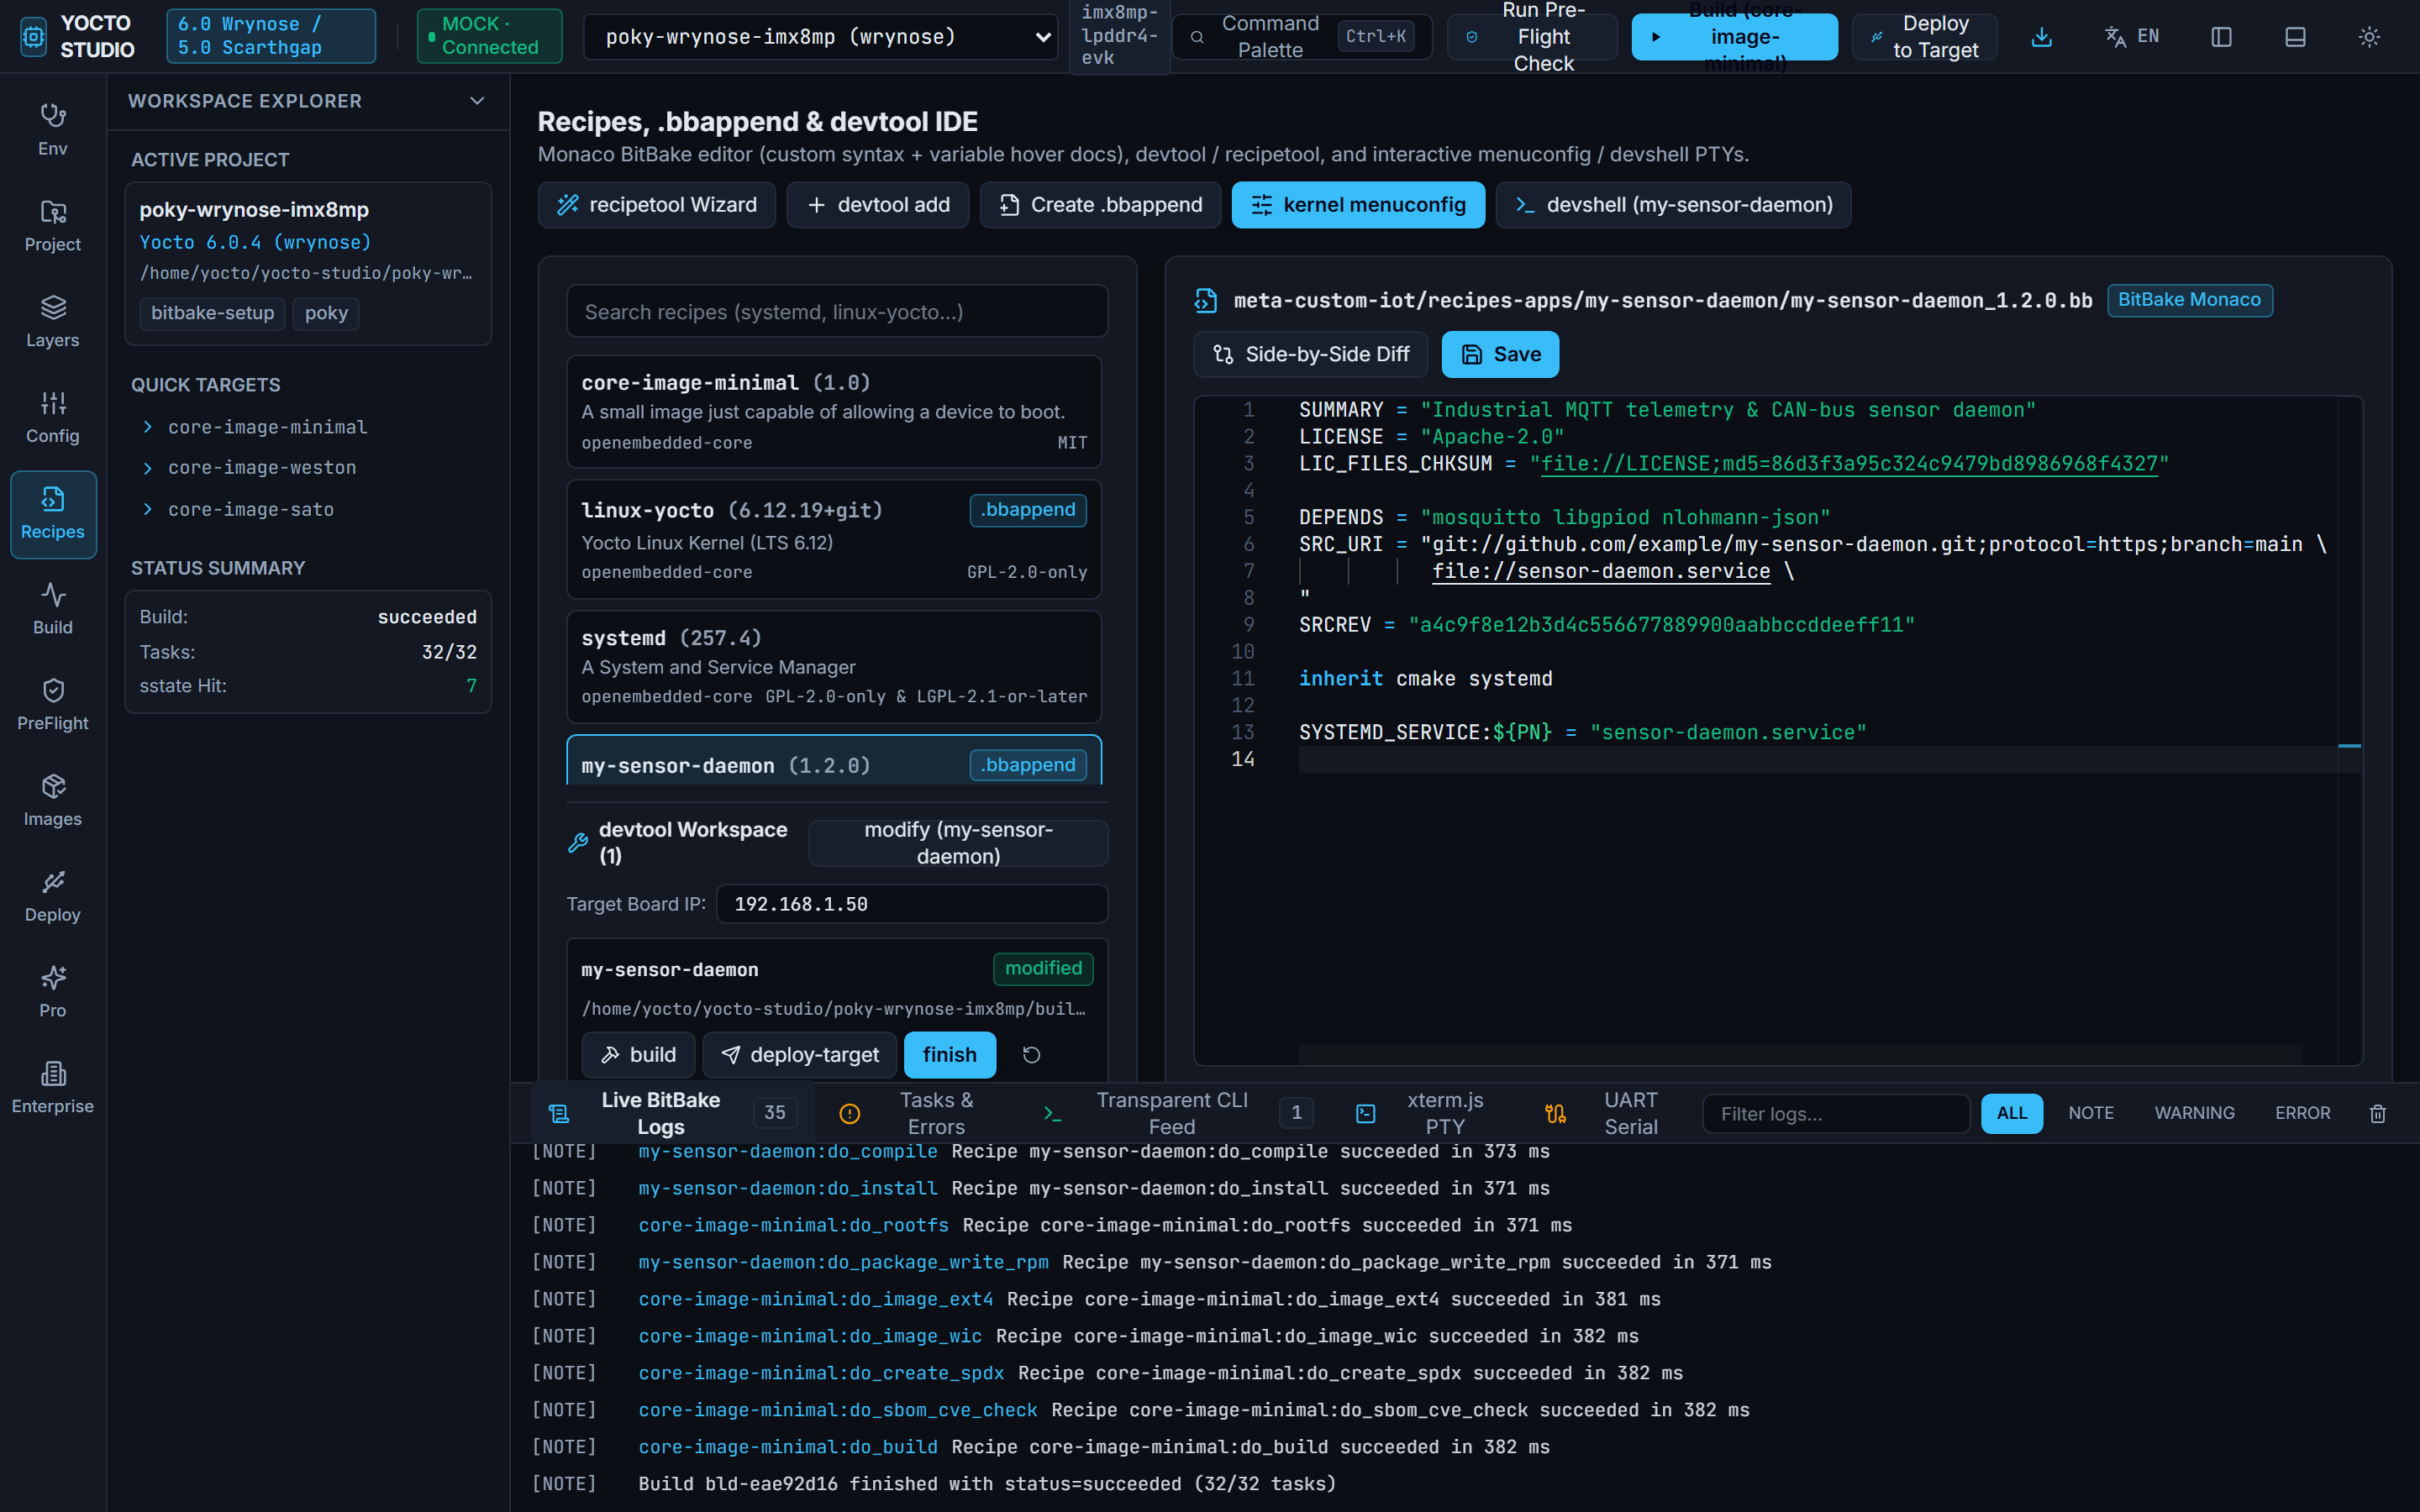 YOCTO
STUDIO
6.0 Wrynose /
5.0 Scarthgap
MOCK ·
Connected
poky-wrynose-imx8mp (wrynose)
imx8mp-
lpddr4-
evk
Command
Palette
Ctrl+K
Run Pre-
Flight
Check
Build (core-
image-
minimal)
Deploy
to Target
EN
Env
Project
Layers
Config
Recipes
Build
PreFlight
Images
Deploy
Pro
Enterprise
WORKSPACE EXPLORER
ACTIVE PROJECT
poky-wrynose-imx8mp
Yocto 6.0.4 (wrynose)
/home/yocto/yocto-studio/poky-wr…
bitbake-setup
poky
QUICK TARGETS
core-image-minimal
core-image-weston
core-image-sato
STATUS SUMMARY
Build: succeeded
Tasks: 32/32
sstate Hit: 7
Recipes, .bbappend & devtool IDE
Monaco BitBake editor (custom syntax + variable hover docs), devtool / recipetool, and interactive menuconfig / devshell PTYs.
recipetool Wizard
devtool add
Create .bbappend
kernel menuconfig
devshell (my-sensor-daemon)
Search recipes (systemd, linux-yocto...)
core-image-minimal (1.0)
A small image just capable of allowing a device to boot.
openembedded-core MIT
linux-yocto (6.12.19+git) .bbappend
Yocto Linux Kernel (LTS 6.12)
openembedded-core GPL-2.0-only
systemd (257.4)
A System and Service Manager
openembedded-core GPL-2.0-only & LGPL-2.1-or-later
my-sensor-daemon (1.2.0) .bbappend
devtool Workspace
(1)
modify (my-sensor-
daemon)
Target Board IP: 192.168.1.50
my-sensor-daemon modified
/home/yocto/yocto-studio/poky-wrynose-imx8mp/buil…
build
deploy-target
finish
meta-custom-iot/recipes-apps/my-sensor-daemon/my-sensor-daemon_1.2.0.bb BitBake Monaco
Side-by-Side Diff
Save
1 SUMMARY = "Industrial MQTT telemetry & CAN-bus sensor daemon"
2 LICENSE = "Apache-2.0"
3 LIC_FILES_CHKSUM = "file://LICENSE;md5=86d3f3a95c324c9479bd8986968f4327"
4
5 DEPENDS = "mosquitto libgpiod nlohmann-json"
6 SRC_URI = "git://github.com/example/my-sensor-daemon.git;protocol=https;branch=main \
7 file://sensor-daemon.service \
8 "
9 SRCREV = "a4c9f8e12b3d4c556677889900aabbccddeeff11"
10
11 inherit cmake systemd
12
13 SYSTEMD_SERVICE:${PN} = "sensor-daemon.service"
14
Live BitBake
Logs
35
Tasks &
Errors
Transparent CLI
Feed
1
xterm.js
PTY
UART
Serial
Filter logs...
ALL
NOTE
WARNING
ERROR
[NOTE] my-sensor-daemon:do_compile Recipe my-sensor-daemon:do_compile succeeded in 373 ms
[NOTE] my-sensor-daemon:do_install Recipe my-sensor-daemon:do_install succeeded in 371 ms
[NOTE] core-image-minimal:do_rootfs Recipe core-image-minimal:do_rootfs succeeded in 371 ms
[NOTE] my-sensor-daemon:do_package_write_rpm Recipe my-sensor-daemon:do_package_write_rpm succeeded in 371 ms
[NOTE] core-image-minimal:do_image_ext4 Recipe core-image-minimal:do_image_ext4 succeeded in 381 ms
[NOTE] core-image-minimal:do_image_wic Recipe core-image-minimal:do_image_wic succeeded in 382 ms
[NOTE] core-image-minimal:do_create_spdx Recipe core-image-minimal:do_create_spdx succeeded in 382 ms
[NOTE] core-image-minimal:do_sbom_cve_check Recipe core-image-minimal:do_sbom_cve_check succeeded in 382 ms
[NOTE] core-image-minimal:do_build Recipe core-image-minimal:do_build succeeded in 382 ms
[NOTE] Build bld-eae92d16 finished with status=succeeded (32/32 tasks)